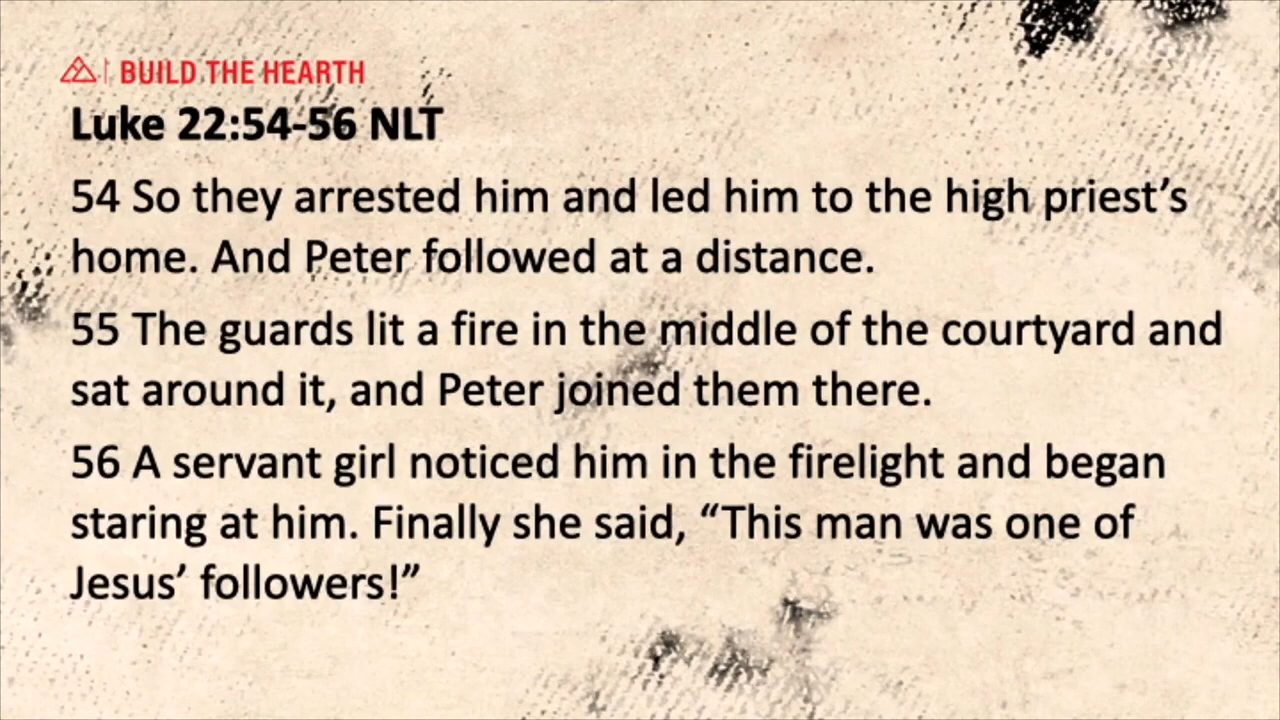 BUILD THE HEARTH
Luke 22:54-56 NLT
54 So they arrested him and led him to the high priest’s
home. And Peter followed at a distance.
55 The guards lit a fire in the middle of the courtyard and
sat around it, and Peter joined them there.
56 A servant girl noticed him in the firelight and began
staring at him. Finally she said, “This man was one of
Jesus’ followers!”